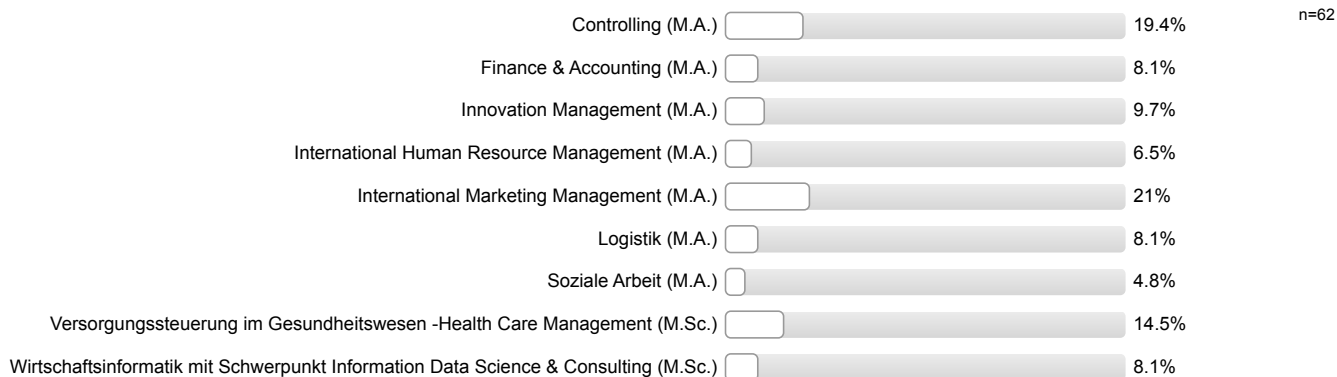 Controlling (M.A.) 19.4% n=62
Finance & Accounting (M.A.) 8.1%
Innovation Management (M.A.) 9.7%
International Human Resource Management (M.A.) 6.5%
International Marketing Management (M.A.) 21%
Logistik (M.A.) 8.1%
Soziale Arbeit (M.A.) 4.8%
Versorgungssteuerung im Gesundheitswesen -Health Care Management (M.Sc.) 14.5%
Wirtschaftsinformatik mit Schwerpunkt Information Data Science & Consulting (M.Sc.) 8.1%